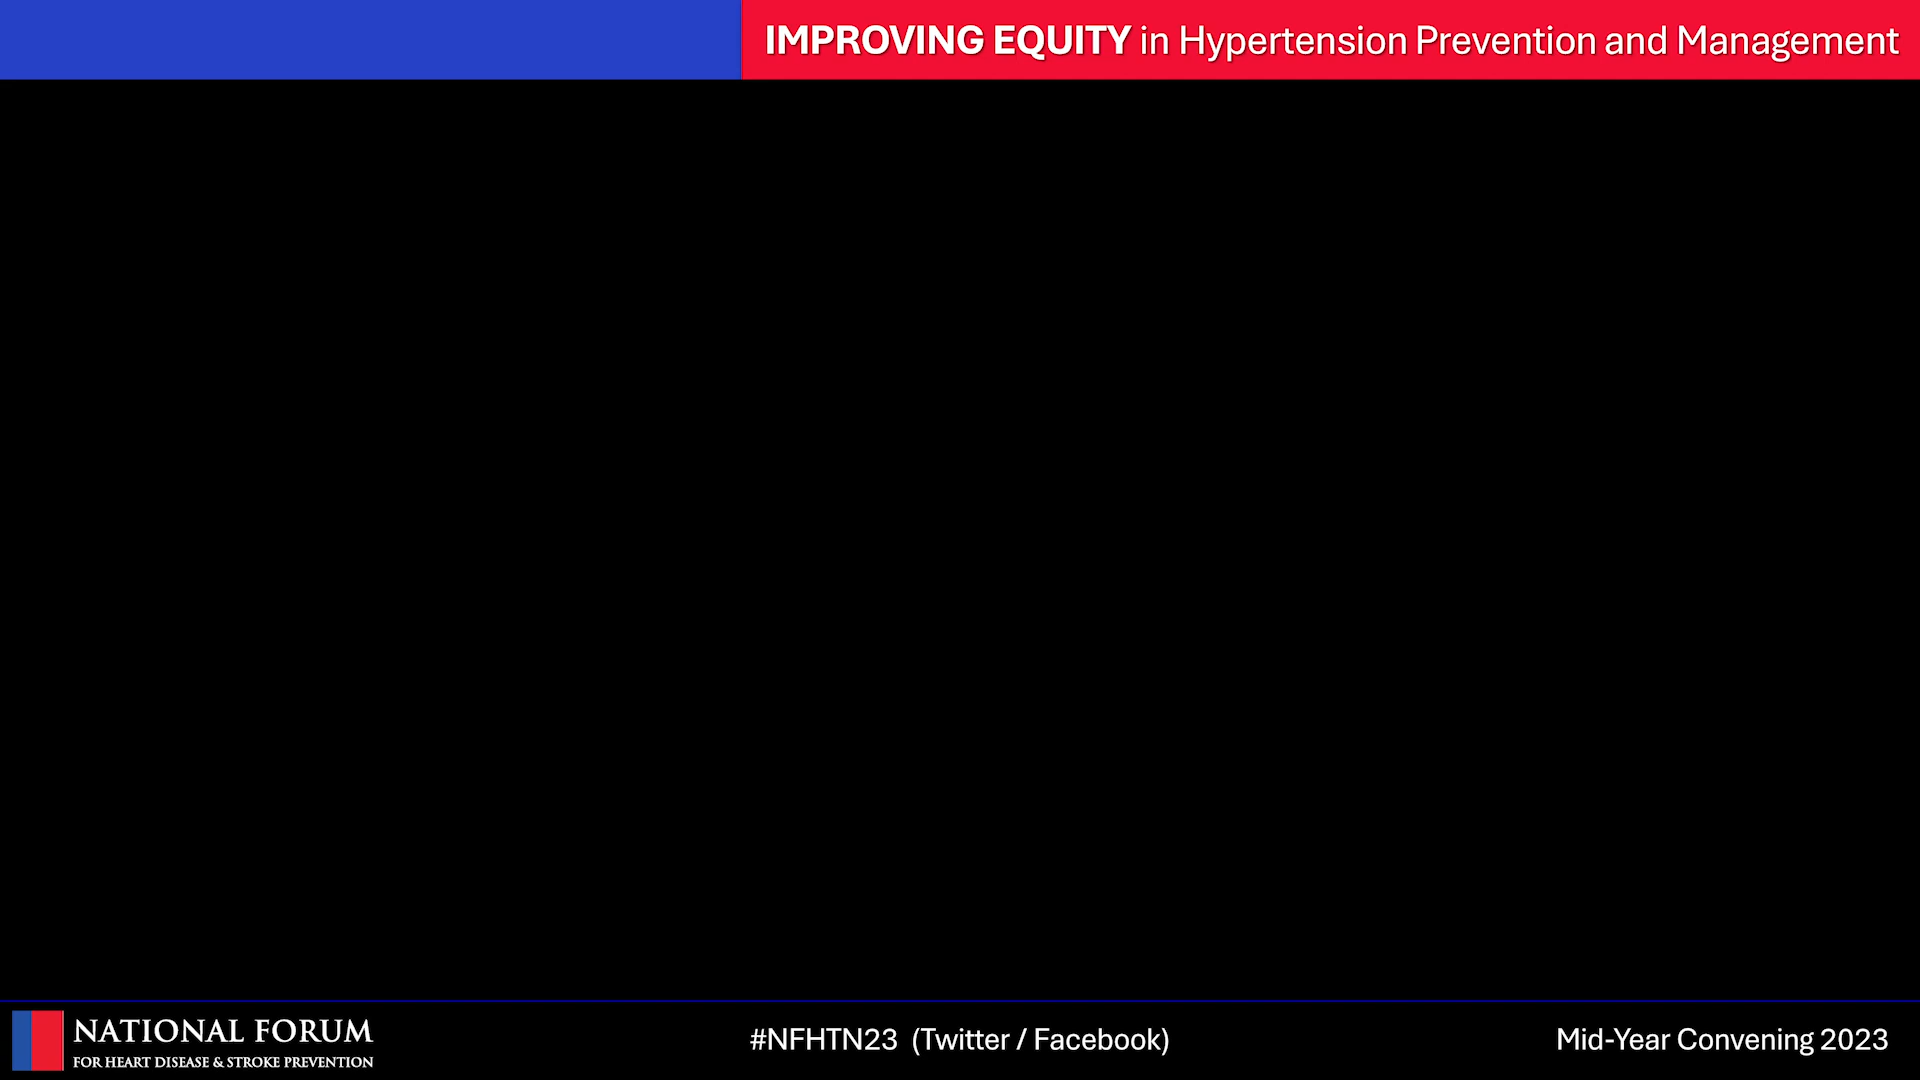 IMPROVING EQUITY in Hypertension Prevention and Management
NATIONAL FORUM
FOR HEART DISEASE & STROKE PREVENTION
#NFHTN23 (Twitter / Facebook)
Mid-Year Convening 2023